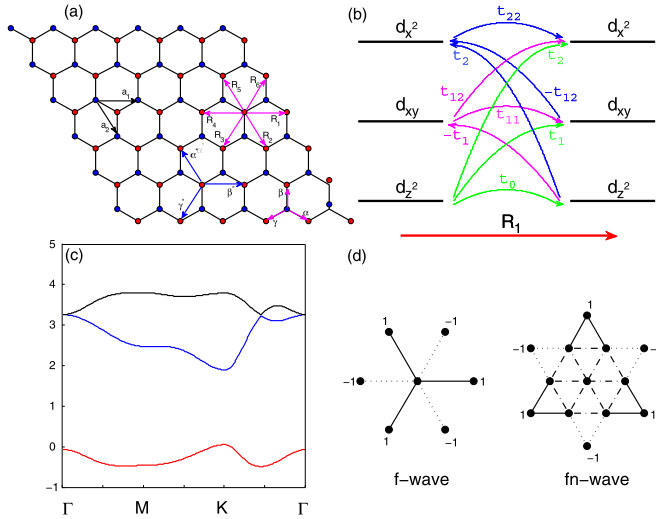 (a)
a₁
a₂
R₅
R₆
R₄
R₁
R₃
R₂
α*
β*
γ*
β
γ
α
(b)
t₂₂
dₓ²
dₓ²
t₂
t₂
t₁₂
-t₁₂
dxy
dxy
t₁₁
-t₁
t₁
d_z²
d_z²
t₀
R₁
(c)
5
4
3
2
1
0
-1
Γ
M
K
Γ
(d)
1
-1
-1
1
1
-1
f-wave
1
-1
-1
1
1
-1
fn-wave